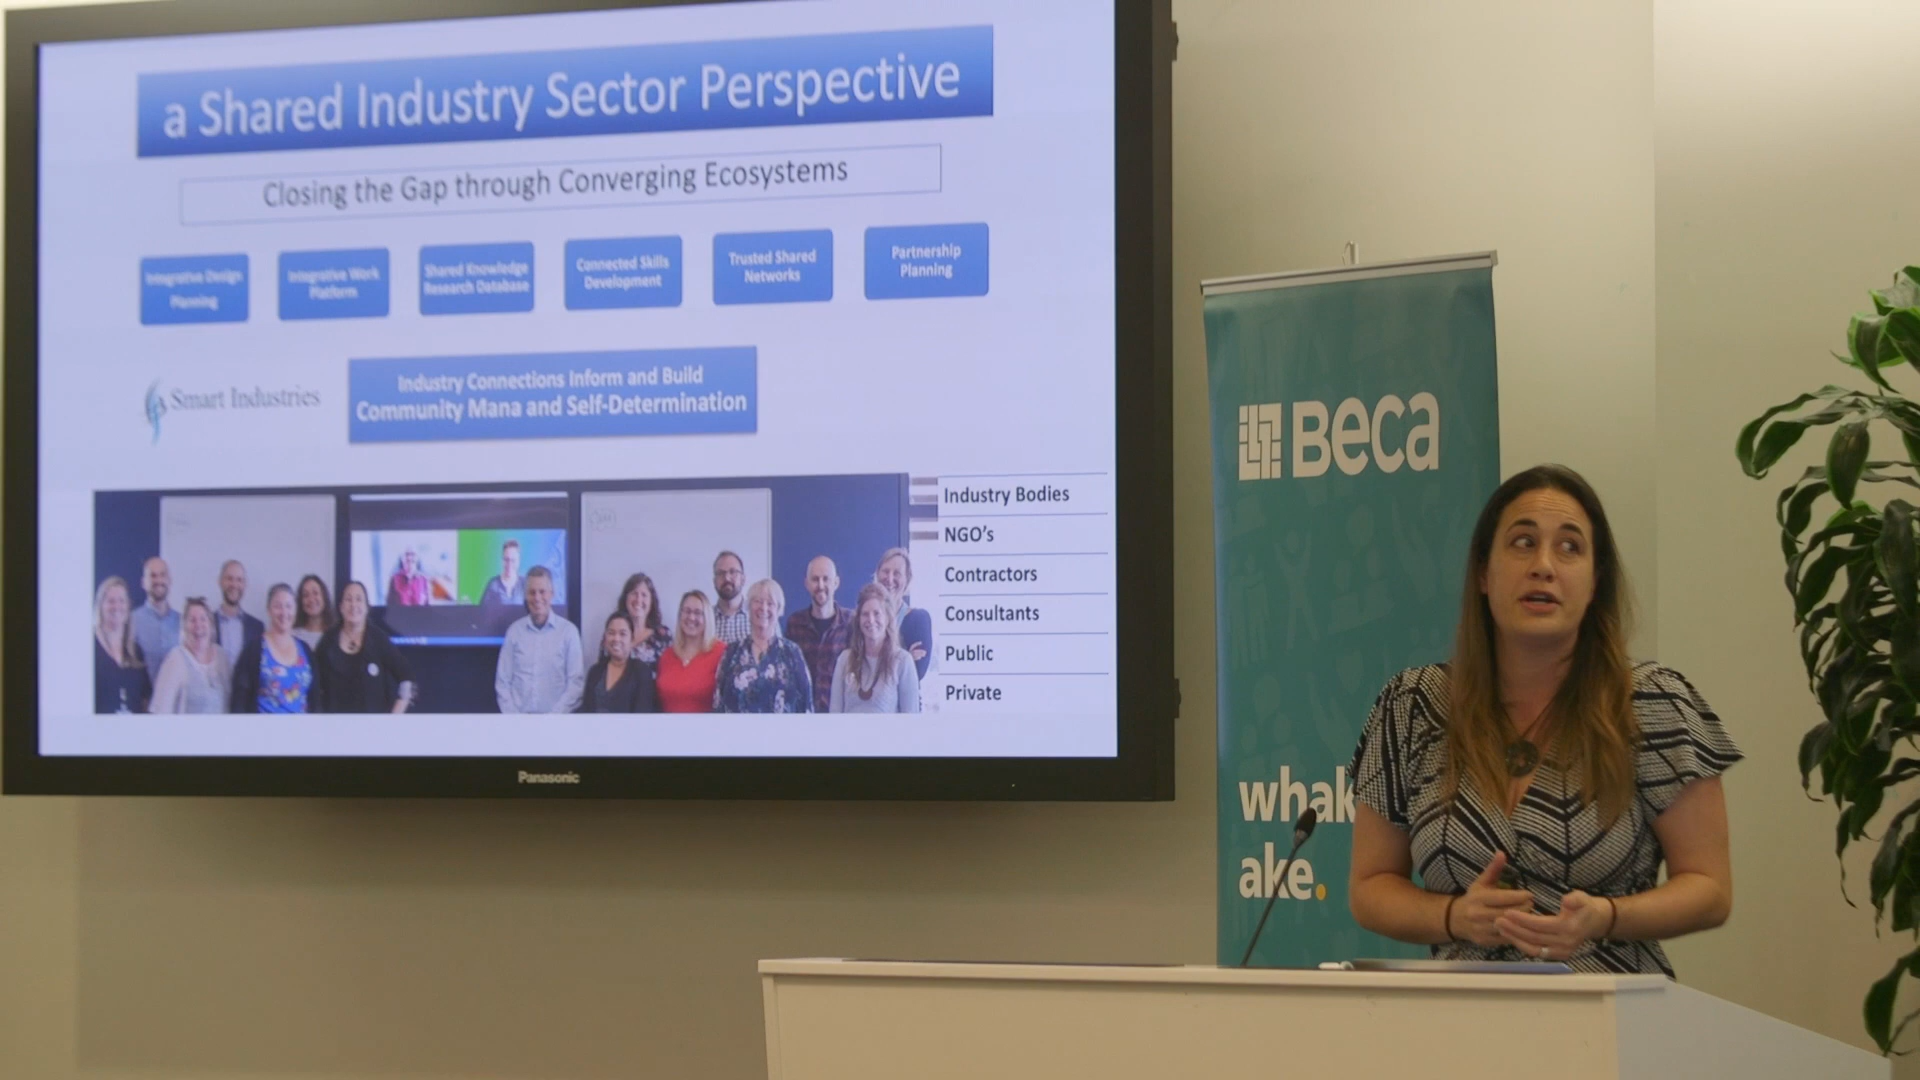 a Shared Industry Sector Perspective
Closing the Gap through Converging Ecosystems
Integrative Design
Planning
Integrative Work
Platform
Shared Knowledge
Research Database
Connected Skills
Development
Trusted Shared
Networks
Partnership
Planning
Smart Industries
Industry Connections Inform and Build
Community Mana and Self-Determination
Industry Bodies
NGO's
Contractors
Consultants
Public
Private
Panasonic
Beca
whak
ake.